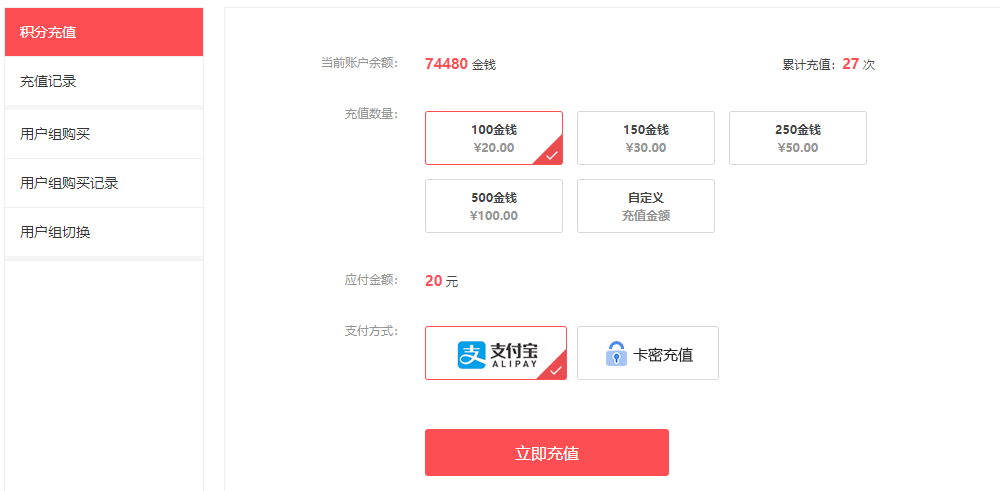 积分充值
充值记录
用户组购买
用户组购买记录
用户组切换
当前账户余额： 74480 金钱
累计充值：27 次
充值数量：
100金钱
¥20.00
150金钱
¥30.00
250金钱
¥50.00
500金钱
¥100.00
自定义
充值金额
应付金额： 20 元
支付方式：
支 支付宝
ALIPAY
卡密充值
立即充值